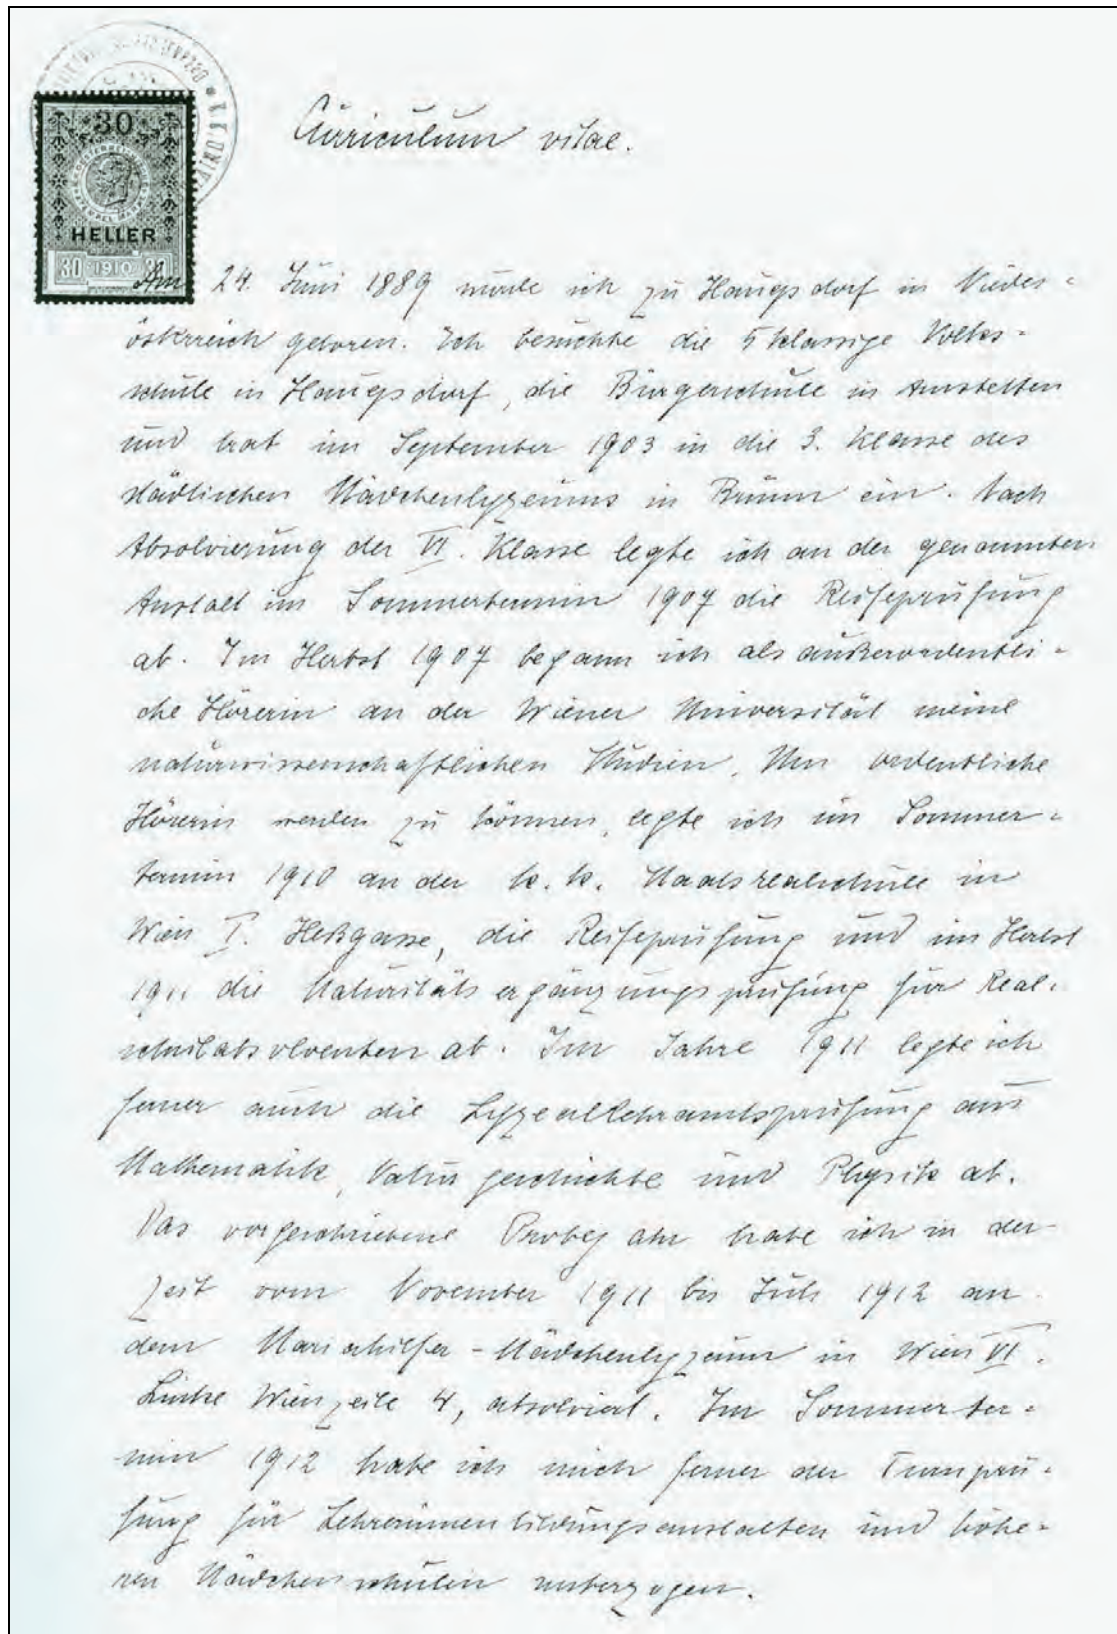 30
HELLER
30 1910 30
Curiculum vitae.
Am 24. Juni 1889 wurde ich zu Haugsdorf in Nieder-
österreich geboren. Ich besuchte die 5 klassige Volks-
schule in Haugsdorf, die Bürgerschule in Amstetten
und trat im September 1903 in die 3. Klasse des
städtischen Mädchenlyzeums in Brünn ein. Nach
Absolvierung der VI. Klasse legte ich an der genannten
Anstalt im Sommertermin 1907 die Reifeprüfung
ab. Im Herbst 1907 begann ich als außerordentli-
che Hörerin an der Wiener Universität meine
naturwissenschaftlichen Studien. Um ordentliche
Hörerin werden zu können, legte ich im Sommer-
termin 1910 an der k. k. Staatsrealschule in
Wien I. Heßgasse, die Reifeprüfung und im Herbst
1911 die Maturitätsergänzungsprüfung für Real-
schulabsolventen ab. Im Jahre 1911 legte ich
ferner auch die Lyzeallehramtsprüfung aus
Mathematik, Naturgeschichte und Physik ab.
Das vorgeschriebene Probejahr habe ich in der
Zeit vom November 1911 bis Juli 1912 an
dem Mariahilfer-Mädchenlyzeum in Wien VI.
Linke Wienzeile 4, absolviert. Im Sommerter-
min 1912 habe ich mich ferner der Turnprü-
fung für Lehrerinnenbildungsanstalten und höhe-
ren Mädchenschulen unterzogen.